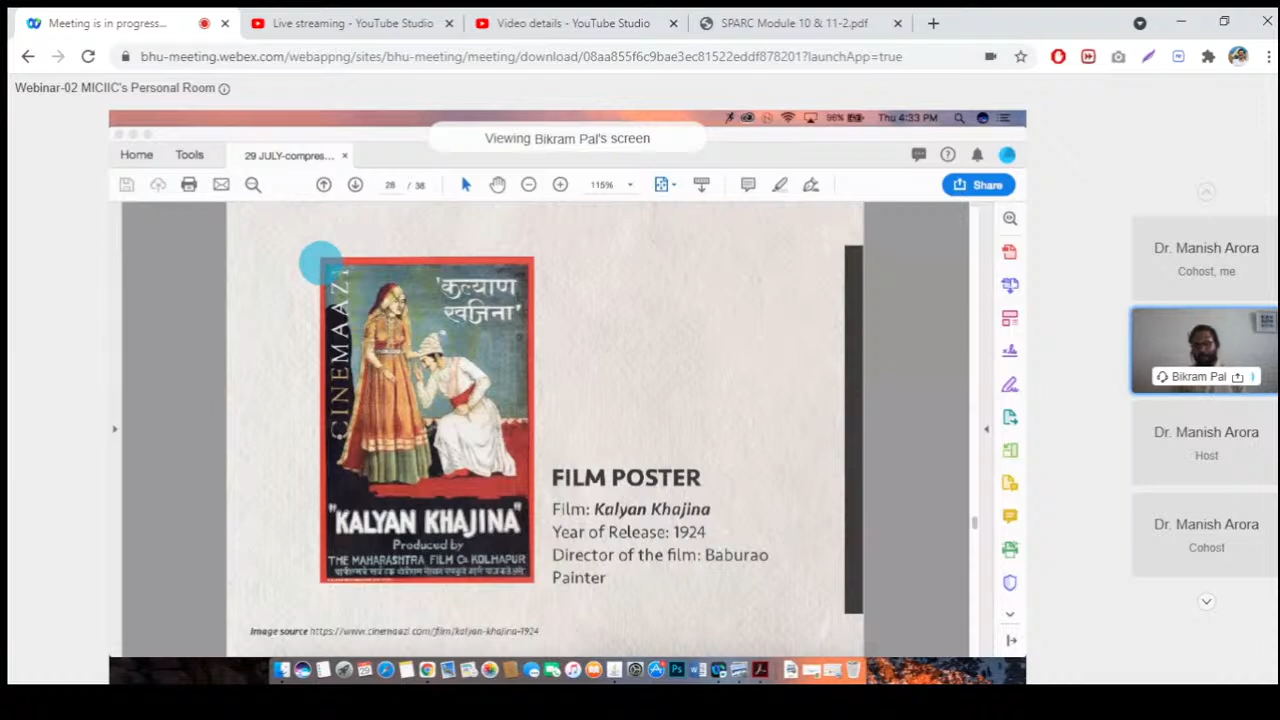 Meeting is in progress...
Live streaming - YouTube Studio
Video details - YouTube Studio
SPARC Module 10 & 11-2.pdf
bhu-meeting.webex.com/webappng/sites/bhu-meeting/meeting/download/08aa855f6c9bae3ec81522eddf878201?launchApp=true
Webinar-02 MICIIC's Personal Room
96%
Thu 4:33 PM
Viewing Bikram Pal's screen
Home
Tools
29 JULY-compres...
28 / 38
115%
Share
CINEMAAZI
'कल्याण
खजिना'
"KALYAN KHAJINA"
Produced by
THE MAHARASHTRA FILM Co KOLHAPUR
FILM POSTER
Film: Kalyan Khajina
Year of Release: 1924
Director of the film: Baburao
Painter
Image source https://www.cinemaazi.com/film/kalyan-khajina-1924
Dr. Manish Arora
Cohost, me
Bikram Pal
Dr. Manish Arora
Host
Dr. Manish Arora
Cohost